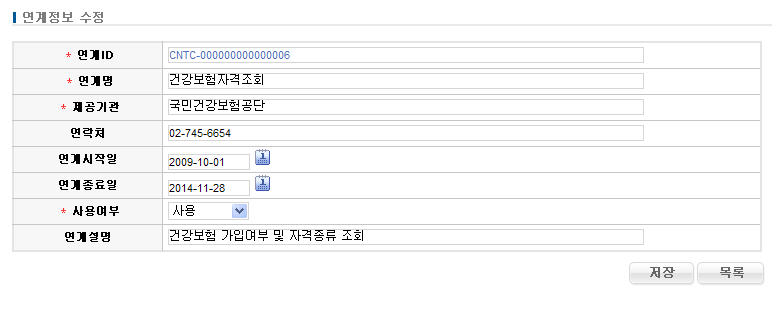 연계정보 수정
* 연계ID CNTC-000000000000006
* 연계명 건강보험자격조회
* 제공기관 국민건강보험공단
연락처 02-745-6654
연계시작일 2009-10-01 1
연계종료일 2014-11-28 1
* 사용여부 사용
연계설명 건강보험 가입여부 및 자격종류 조회
저장 목록